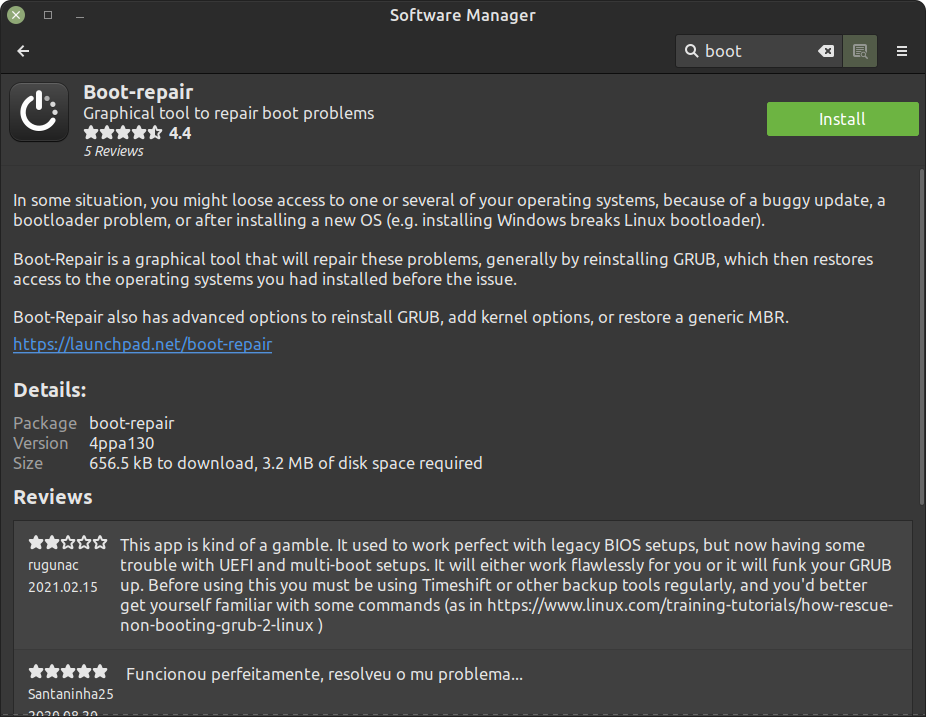 Software Manager
boot
Boot-repair
Graphical tool to repair boot problems
4.4
5 Reviews
Install
In some situation, you might loose access to one or several of your operating systems, because of a buggy update, a
bootloader problem, or after installing a new OS (e.g. installing Windows breaks Linux bootloader).
Boot-Repair is a graphical tool that will repair these problems, generally by reinstalling GRUB, which then restores
access to the operating systems you had installed before the issue.
Boot-Repair also has advanced options to reinstall GRUB, add kernel options, or restore a generic MBR.
https://launchpad.net/boot-repair
Details:
Package boot-repair
Version 4ppa130
Size 656.5 kB to download, 3.2 MB of disk space required
Reviews
rugunac
2021.02.15
This app is kind of a gamble. It used to work perfect with legacy BIOS setups, but now having some
trouble with UEFI and multi-boot setups. It will either work flawlessly for you or it will funk your GRUB
up. Before using this you must be using Timeshift or other backup tools regularly, and you'd better
get yourself familiar with some commands (as in https://www.linux.com/training-tutorials/how-rescue-
non-booting-grub-2-linux )
Funcionou perfeitamente, resolveu o mu problema...
Santaninha25